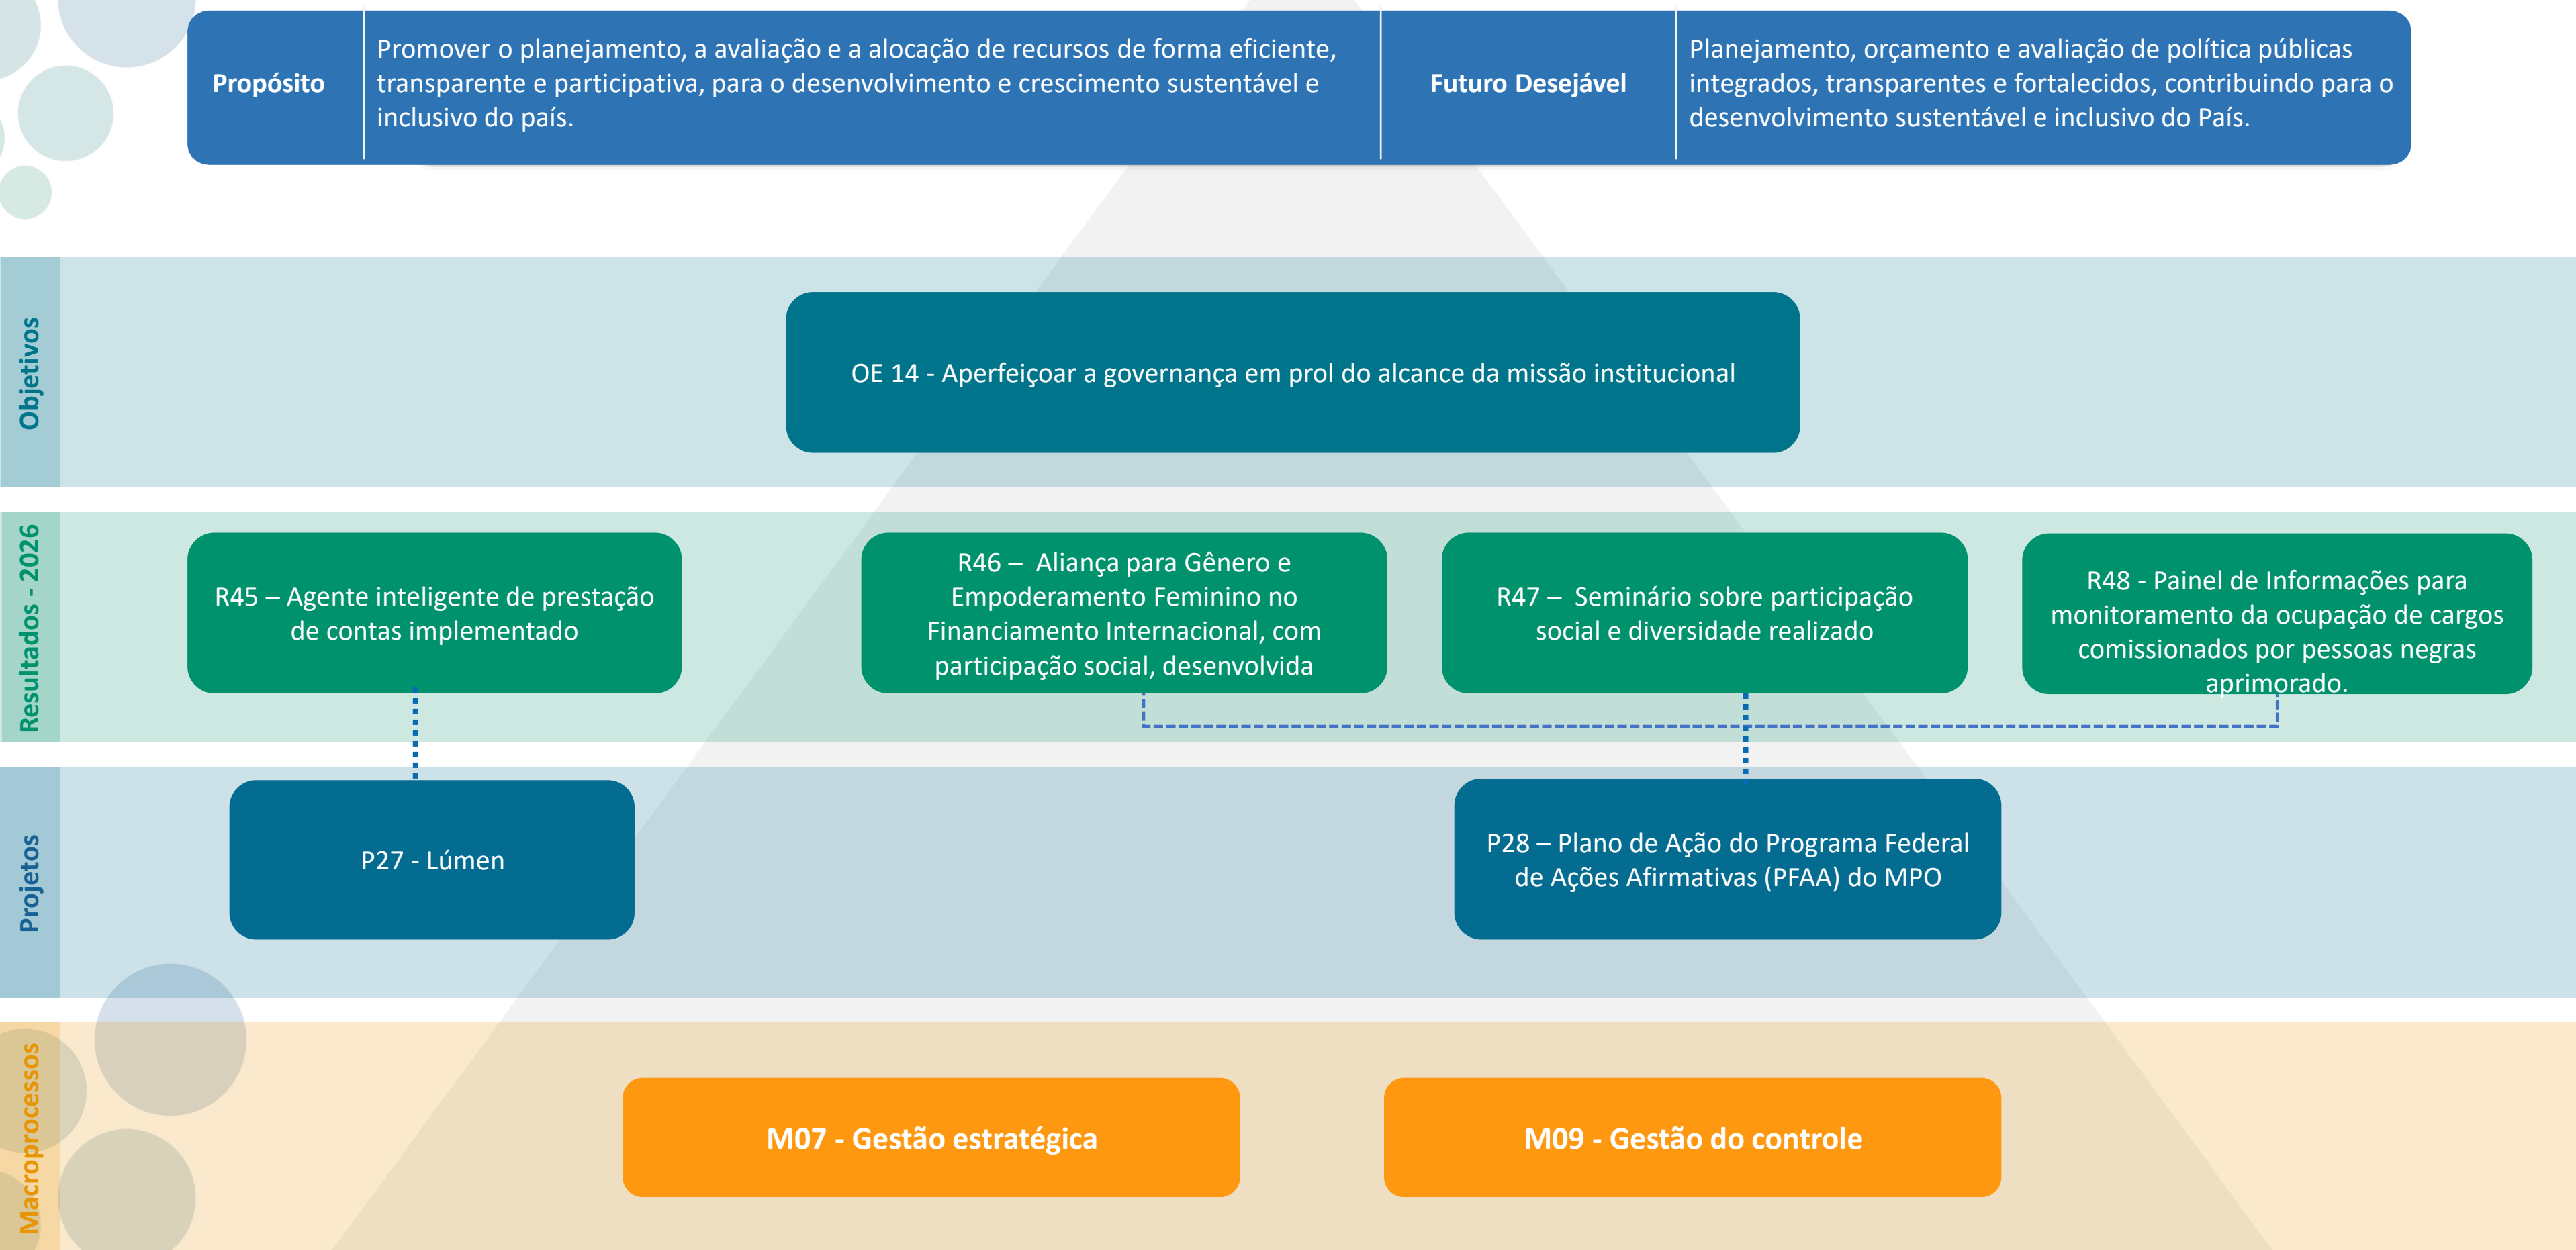 Propósito
Promover o planejamento, a avaliação e a alocação de recursos de forma eficiente,
transparente e participativa, para o desenvolvimento e crescimento sustentável e
inclusivo do país.
Futuro Desejável
Planejamento, orçamento e avaliação de política públicas
integrados, transparentes e fortalecidos, contribuindo para o
desenvolvimento sustentável e inclusivo do País.
Objetivos
OE 14 - Aperfeiçoar a governança em prol do alcance da missão institucional
Resultados - 2026
R45 – Agente inteligente de prestação
de contas implementado
R46 –  Aliança para Gênero e
Empoderamento Feminino no
Financiamento Internacional, com
participação social, desenvolvida
R47 –  Seminário sobre participação
social e diversidade realizado
R48 - Painel de Informações para
monitoramento da ocupação de cargos
comissionados por pessoas negras
aprimorado.
Projetos
P27 - Lúmen
P28 – Plano de Ação do Programa Federal
de Ações Afirmativas (PFAA) do MPO
Macroprocessos
M07 - Gestão estratégica
M09 - Gestão do controle